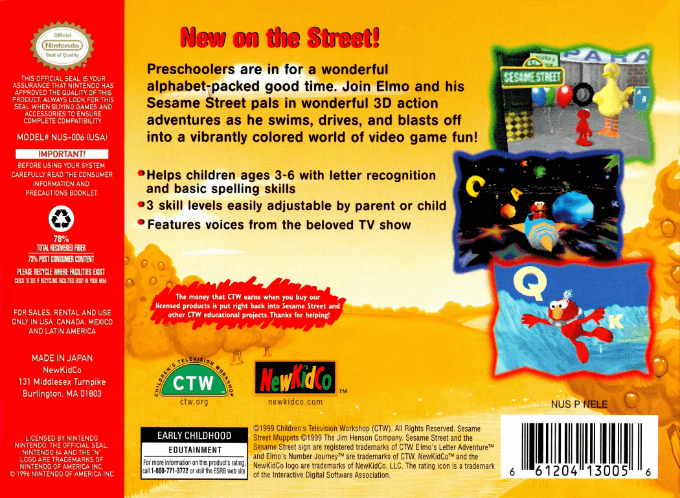 Official
Nintendo
Seal of Quality
THIS OFFICIAL SEAL IS YOUR
ASSURANCE THAT NINTENDO HAS
APPROVED THE QUALITY OF THIS
PRODUCT. ALWAYS LOOK FOR THIS
SEAL WHEN BUYING GAMES AND
ACCESSORIES TO ENSURE
COMPLETE COMPATIBILITY.
MODEL# NUS-006 (USA)
IMPORTANT!
BEFORE USING YOUR SYSTEM,
CAREFULLY READ THE CONSUMER
INFORMATION AND
PRECAUTIONS BOOKLET.
78%
TOTAL RECOVERED FIBER
73% POST CONSUMER CONTENT
PLEASE RECYCLE WHERE FACILITIES EXIST
CHECK TO SEE IF RECYCLING FACILITIES EXIST IN YOUR AREA
FOR SALES, RENTAL AND USE
ONLY IN USA, CANADA, MEXICO
AND LATIN AMERICA
MADE IN JAPAN
NewKidCo
131 Middlesex Turnpike
Burlington, MA 01803
LICENSED BY NINTENDO
NINTENDO, THE OFFICIAL SEAL,
NINTENDO 64 AND THE "N"
LOGO ARE TRADEMARKS OF
NINTENDO OF AMERICA INC.
© 1996 NINTENDO OF AMERICA INC.
New on the Street!
Preschoolers are in for a wonderful
alphabet-packed good time. Join Elmo and his
Sesame Street pals in wonderful 3D action
adventures as he swims, drives, and blasts off
into a vibrantly colored world of video game fun!
•Helps children ages 3-6 with letter recognition
and basic spelling skills
•3 skill levels easily adjustable by parent or child
•Features voices from the beloved TV show
SESAME STREET
O
A
B
C
A
Q
K
The money that CTW earns when you buy our
licensed products is put right back into Sesame Street and
other CTW educational projects. Thanks for helping!
CHILDREN'S TELEVISION WORKSHOP
CTW
ctw.org
NewKidCo™
newkidco.com
NUS P NELE
EARLY CHILDHOOD
EDUTAINMENT
For more information on this product's rating,
call 1-800-771-3772 or visit the ESRB web site
©1999 Children's Television Workshop (CTW). All Rights Reserved. Sesame
Street Muppets ©1999 The Jim Henson Company. Sesame Street and the
Sesame Street sign are registered trademarks of CTW. Elmo's Letter Adventure™
and Elmo's Number Journey™ are trademarks of CTW. NewKidCo™ and the
NewKidCo logo are trademarks of NewKidCo, LLC. The rating icon is a trademark
of the Interactive Digital Software Association.
6 61204 13005 6